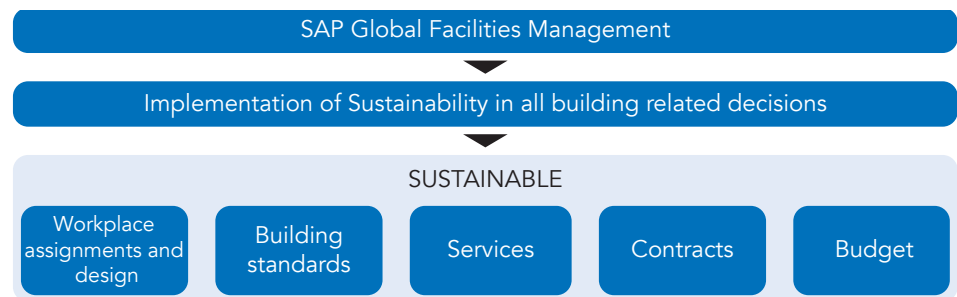 SAP Global Facilities Management
Implementation of Sustainability in all building related decisions
SUSTAINABLE
Workplace
assignments and
design
Building
standards
Services
Contracts
Budget